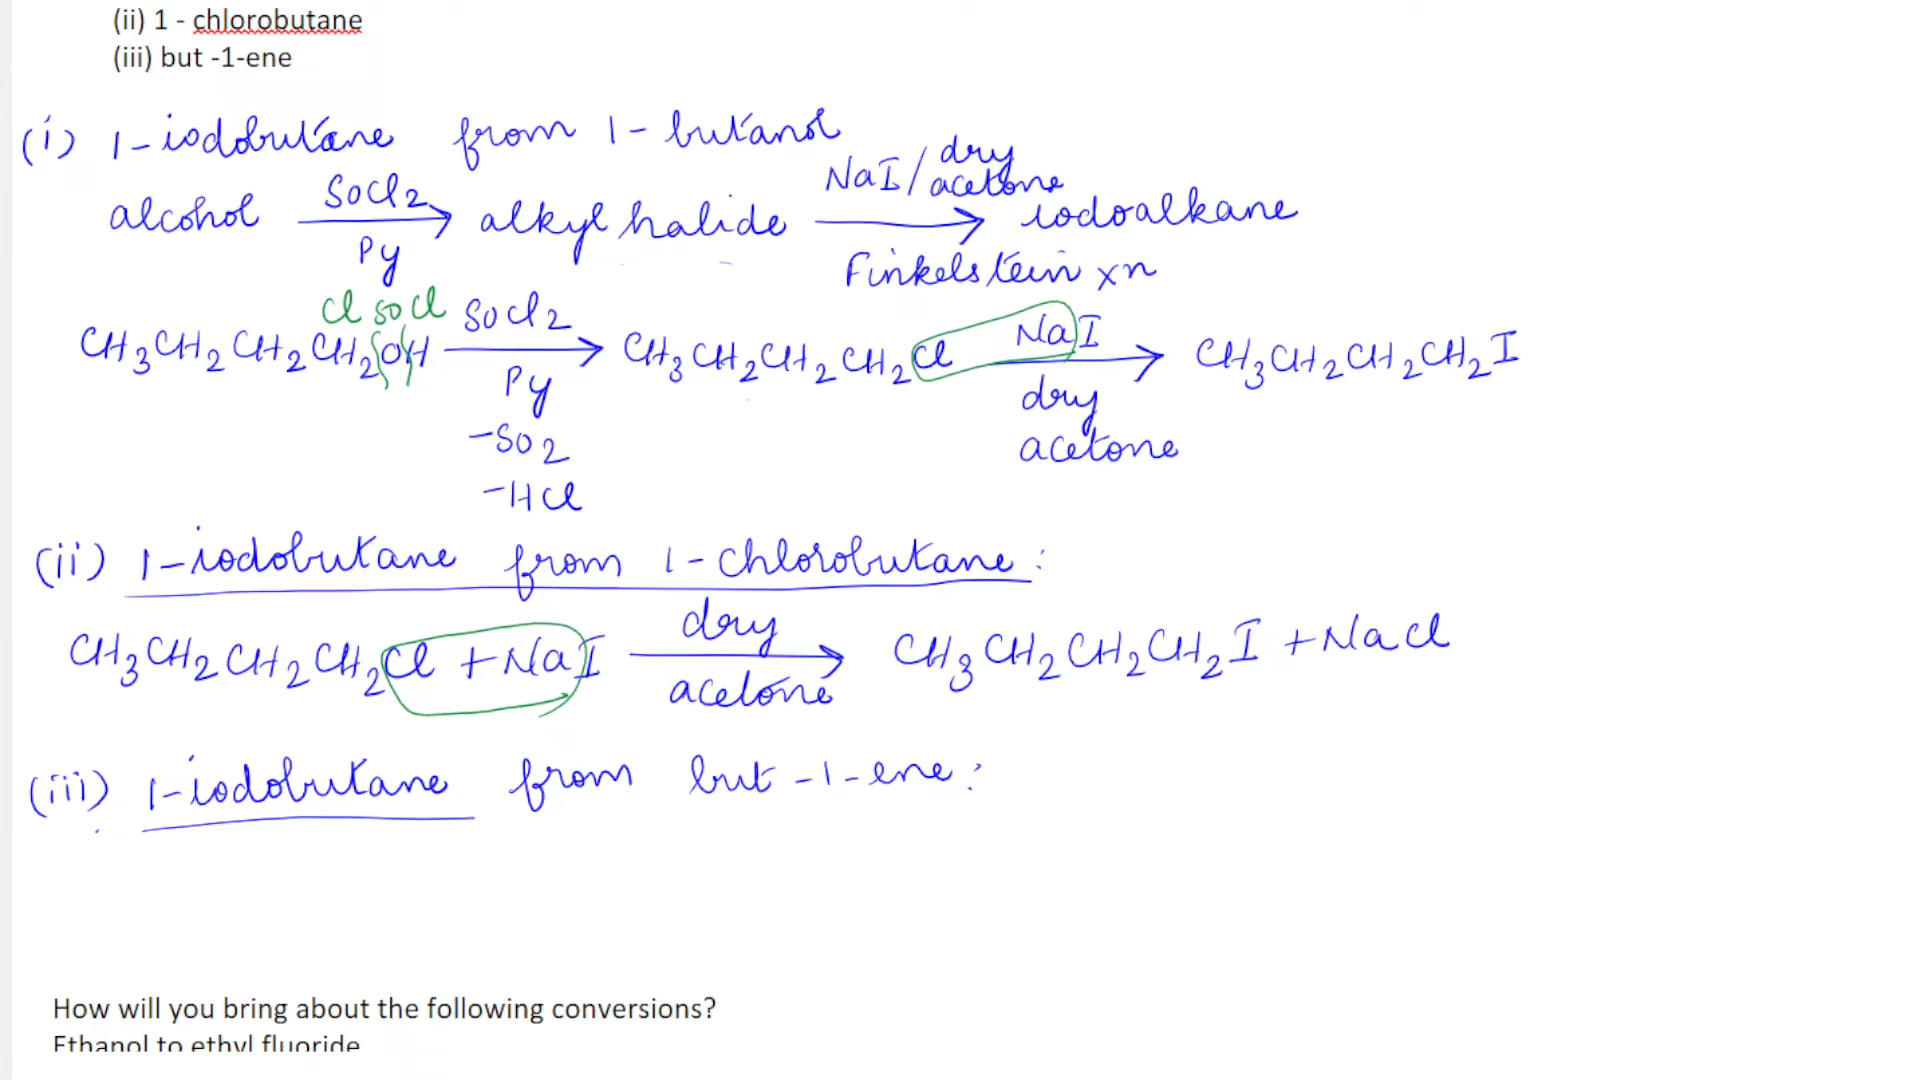 (ii) 1 - chlorobutane
(iii) but -1-ene
(i) 1-iodobutane from 1- butanol
alcohol SOCl2 Py alkyl halide NaI/dry acetone Finkelstein xn iodoalkane
Cl SOCl
CH3CH2CH2CH2OH SOCl2 Py -SO2 -HCl CH3CH2CH2CH2Cl NaI dry acetone CH3CH2CH2CH2I
(ii) 1-iodobutane from 1-chlorobutane:
CH3CH2CH2CH2Cl + NaI dry acetone CH3CH2CH2CH2I + NaCl
(iii) 1-iodobutane from but -1-ene:
How will you bring about the following conversions?
Ethanol to ethyl fluoride